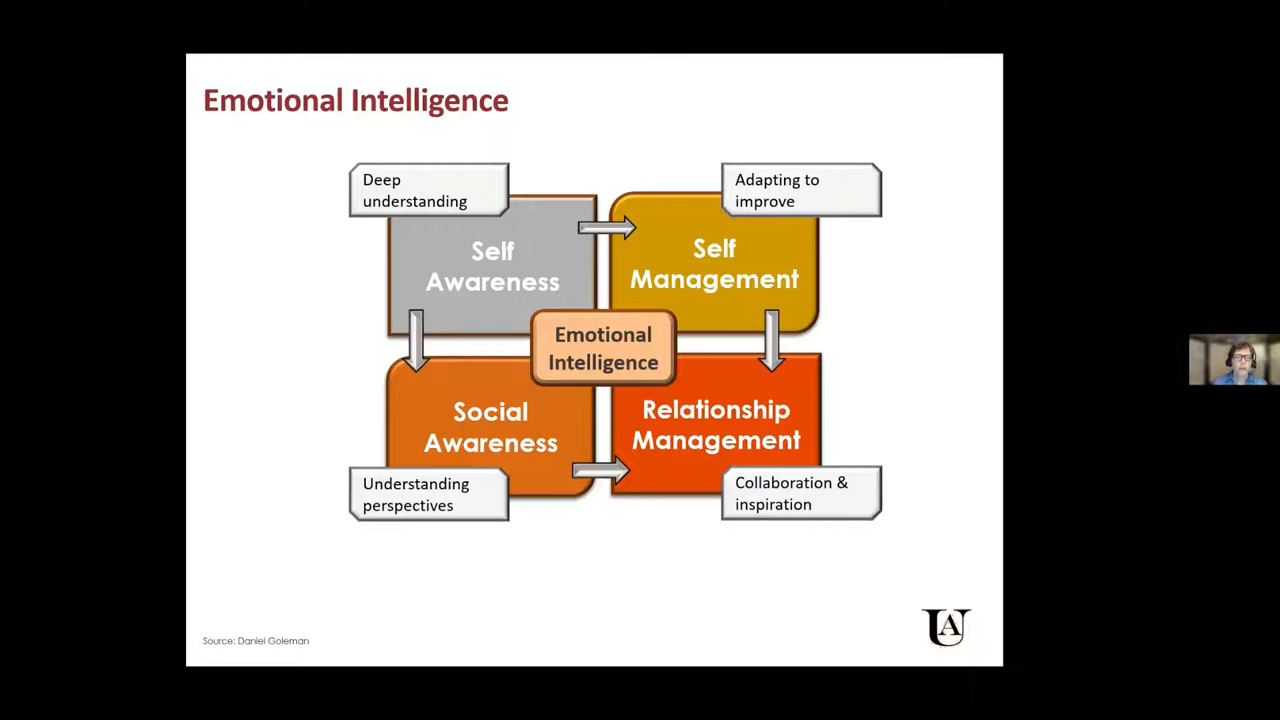 Emotional Intelligence
Deep
understanding
Adapting to
improve
Self
Awareness
Self
Management
Emotional
Intelligence
Social
Awareness
Relationship
Management
Understanding
perspectives
Collaboration &
inspiration
Source: Daniel Goleman
UA